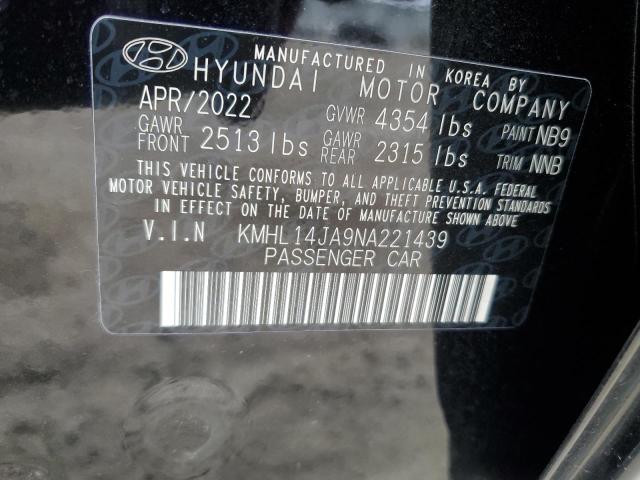 MANUFACTURED IN KOREA BY
HYUNDAI MOTOR COMPANY
APR/2022 GVWR 4354 lbs PAINT NB9
GAWR FRONT 2513 lbs GAWR REAR 2315 lbs TRIM NNB
THIS VEHICLE CONFORMS TO ALL APPLICABLE U.S.A. FEDERAL
MOTOR VEHICLE SAFETY, BUMPER, AND THEFT PREVENTION STANDARDS
IN EFFECT ON THE DATE OF MANUFACTURE SHOWN ABOVE.
V.I.N KMHL14JA9NA221439
PASSENGER CAR